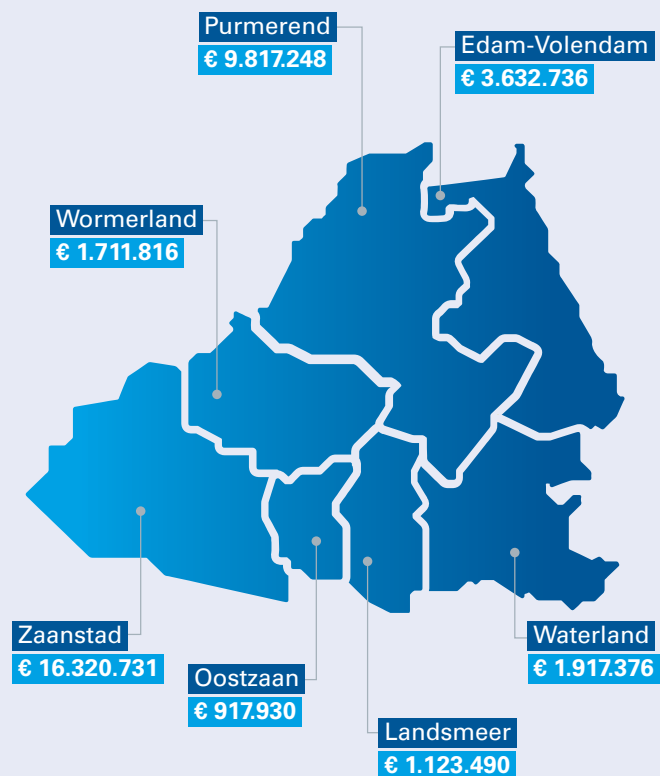 Purmerend
€ 9.817.248
Edam-Volendam
€ 3.632.736
Wormerland
€ 1.711.816
Zaanstad
€ 16.320.731
Oostzaan
€ 917.930
Waterland
€ 1.917.376
Landsmeer
€ 1.123.490